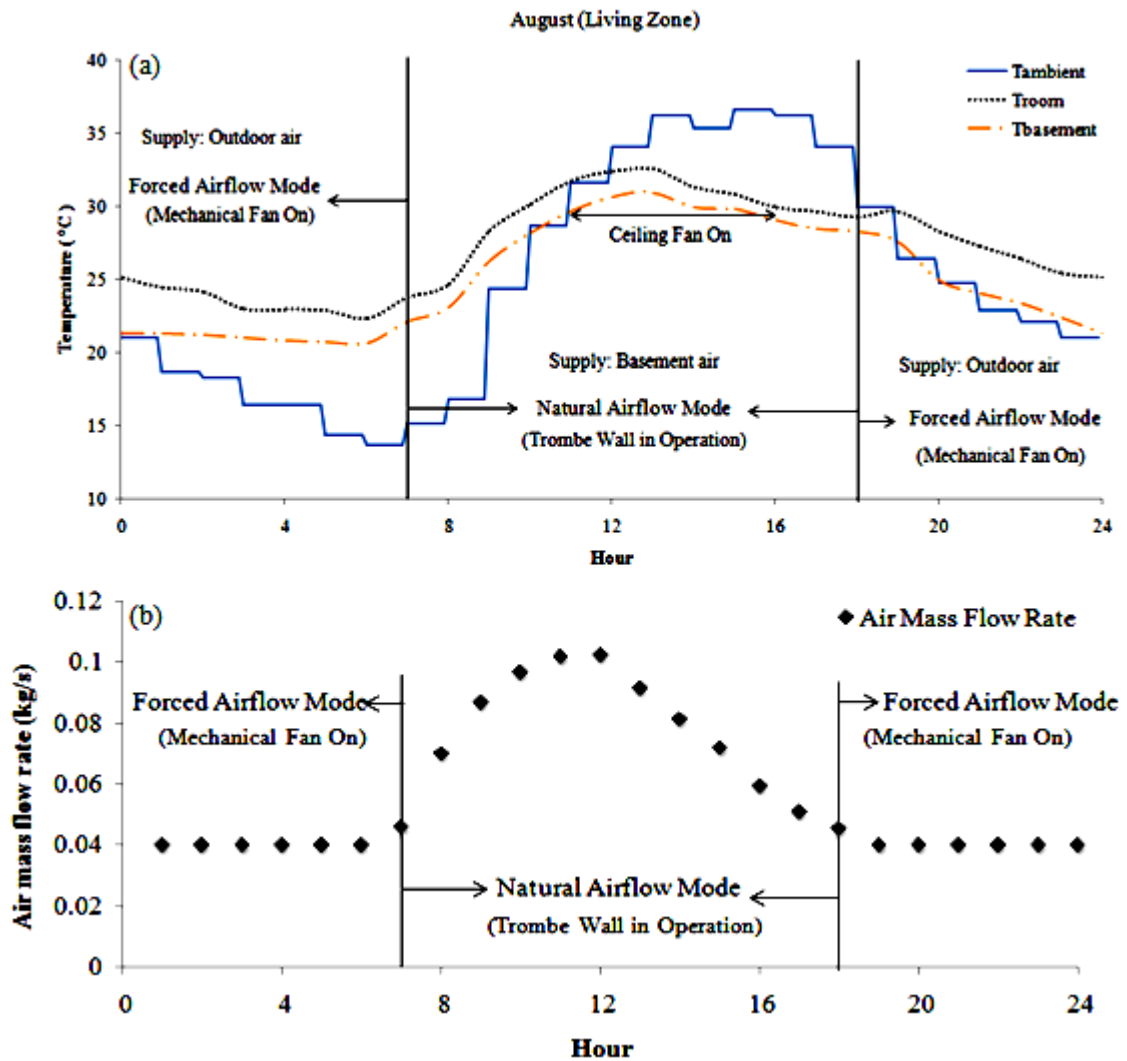 August (Living Zone)
(a)
40
35
30
25
20
15
10
Temperature (°C)
Tambient
Troom
Tbasement
Supply: Outdoor air
Forced Airflow Mode
(Mechanical Fan On)
Ceiling Fan On
Supply: Basement air
Natural Airflow Mode
(Trombe Wall in Operation)
Supply: Outdoor air
Forced Airflow Mode
(Mechanical Fan On)
0 4 8 12 16 20 24
Hour
(b)
0.12
0.1
0.08
0.06
0.04
0.02
0
Air mass flow rate (kg/s)
Air Mass Flow Rate
Forced Airflow Mode
(Mechanical Fan On)
Forced Airflow Mode
(Mechanical Fan On)
Natural Airflow Mode
(Trombe Wall in Operation)
0 4 8 12 16 20 24
Hour